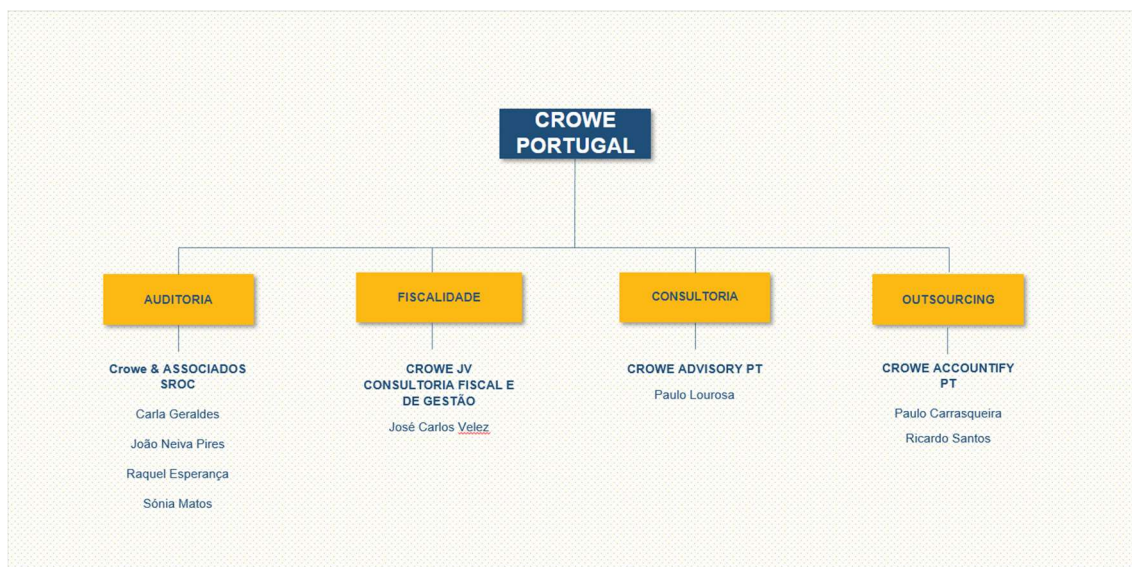 CROWE
PORTUGAL
AUDITORIA
FISCALIDADE
CONSULTORIA
OUTSOURCING
Crowe & ASSOCIADOS
SROC
Carla Geraldes
João Neiva Pires
Raquel Esperança
Sónia Matos
CROWE JV
CONSULTORIA FISCAL E
DE GESTÃO
José Carlos Velez
CROWE ADVISORY PT
Paulo Lourosa
CROWE ACCOUNTIFY
PT
Paulo Carrasqueira
Ricardo Santos